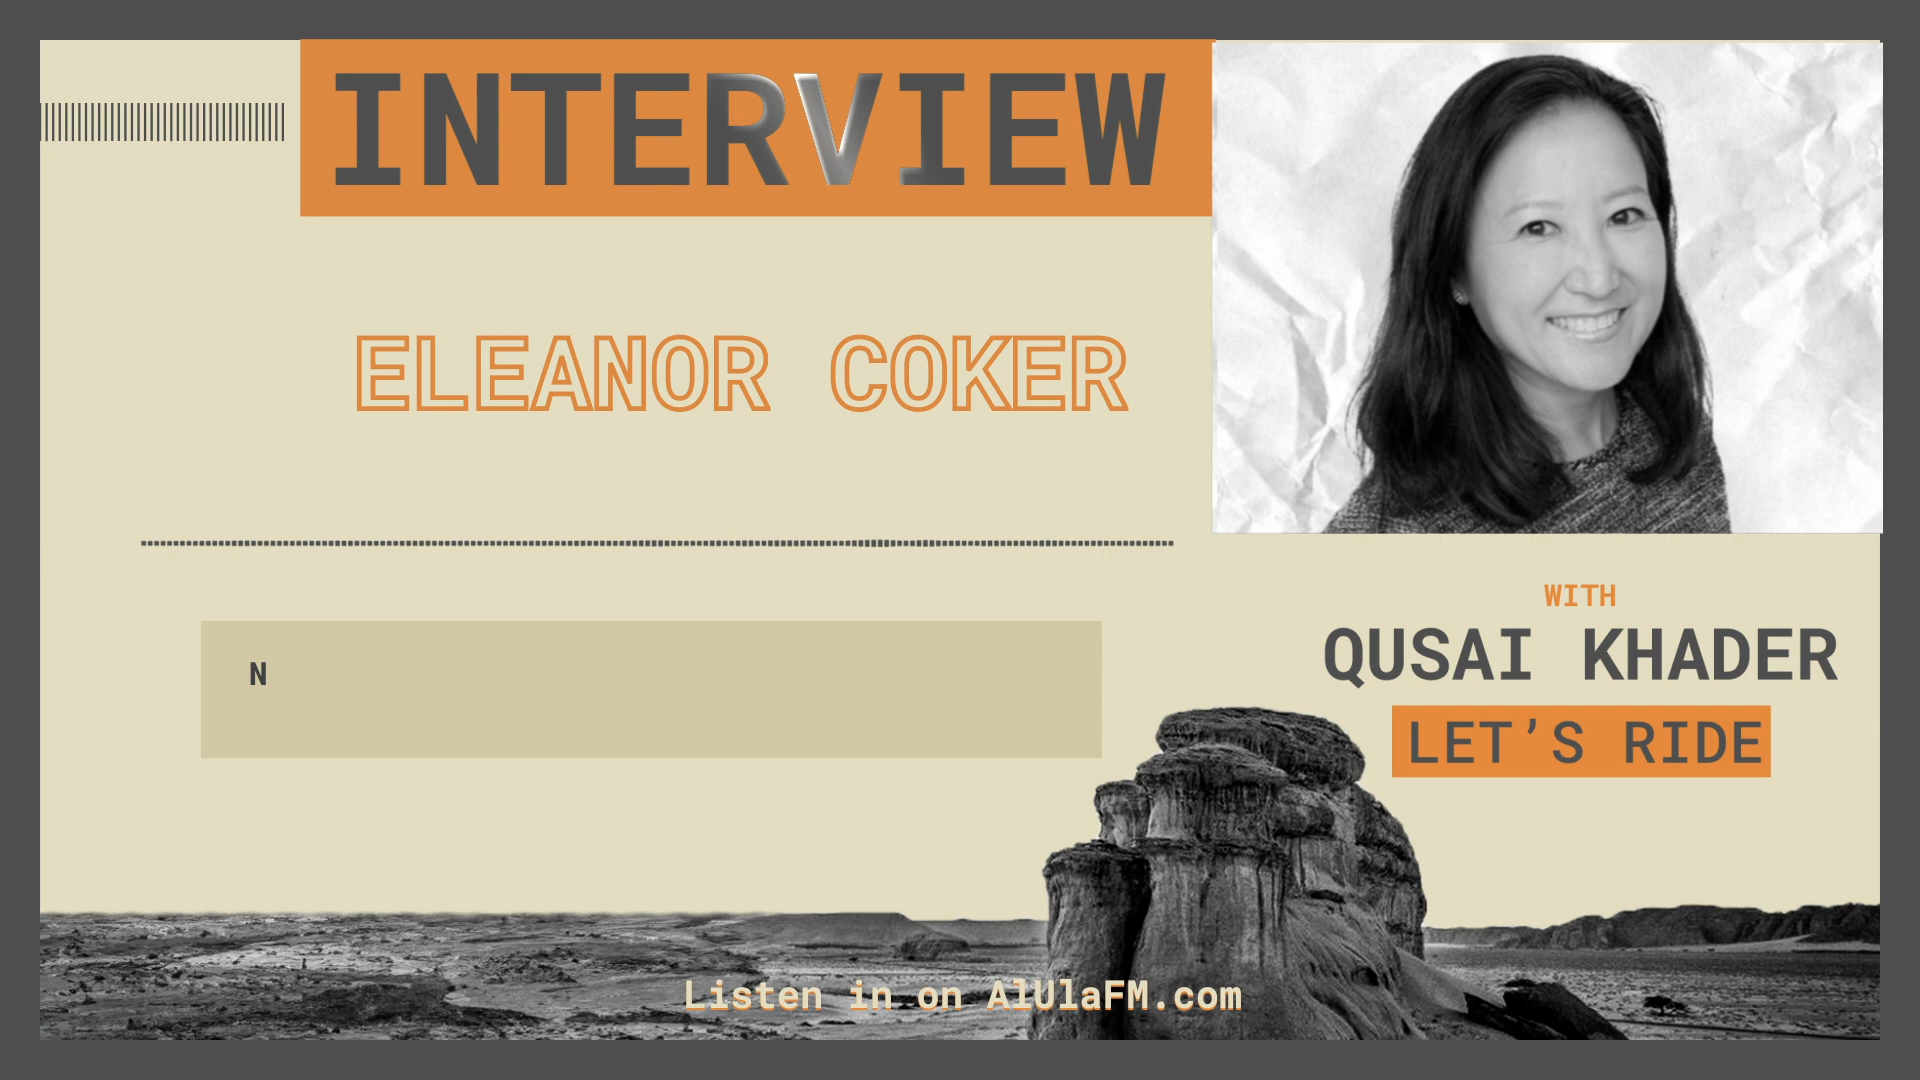 INTERVIEW
ELEANOR COKER
N
WITH
QUSAI KHADER
LET’S RIDE
Listen in on AlUlaFM.com